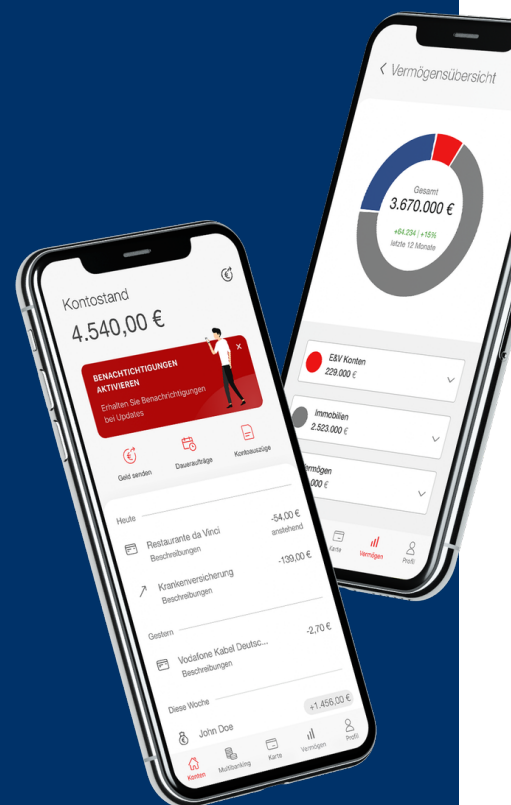 Vermögensübersicht
Gesamt
3.670.000 €
+64.234 | +15%
letzte 12 Monate
E&V Konten
229.000 €
Immobilien
2.523.000 €
Karte
Vermögen
Profil
Kontostand
4.540,00 €
BENACHTICHTIGUNGEN
AKTIVIEREN
Erhalten Sie Benachrichtigungen
bei Updates
Geld senden
Daueraufträge
Kontoauszüge
Heute
Restaurante da Vinci
-54,00 €
Beschreibungen
anstehend
Krankenversicherung
-139,00 €
Beschreibungen
Gestern
Vodafone Kabel Deutsc...
-2,70 €
Beschreibungen
Diese Woche
John Doe
+1.456,00 €
Konten
Multibanking
Karte
Vermögen
Profil